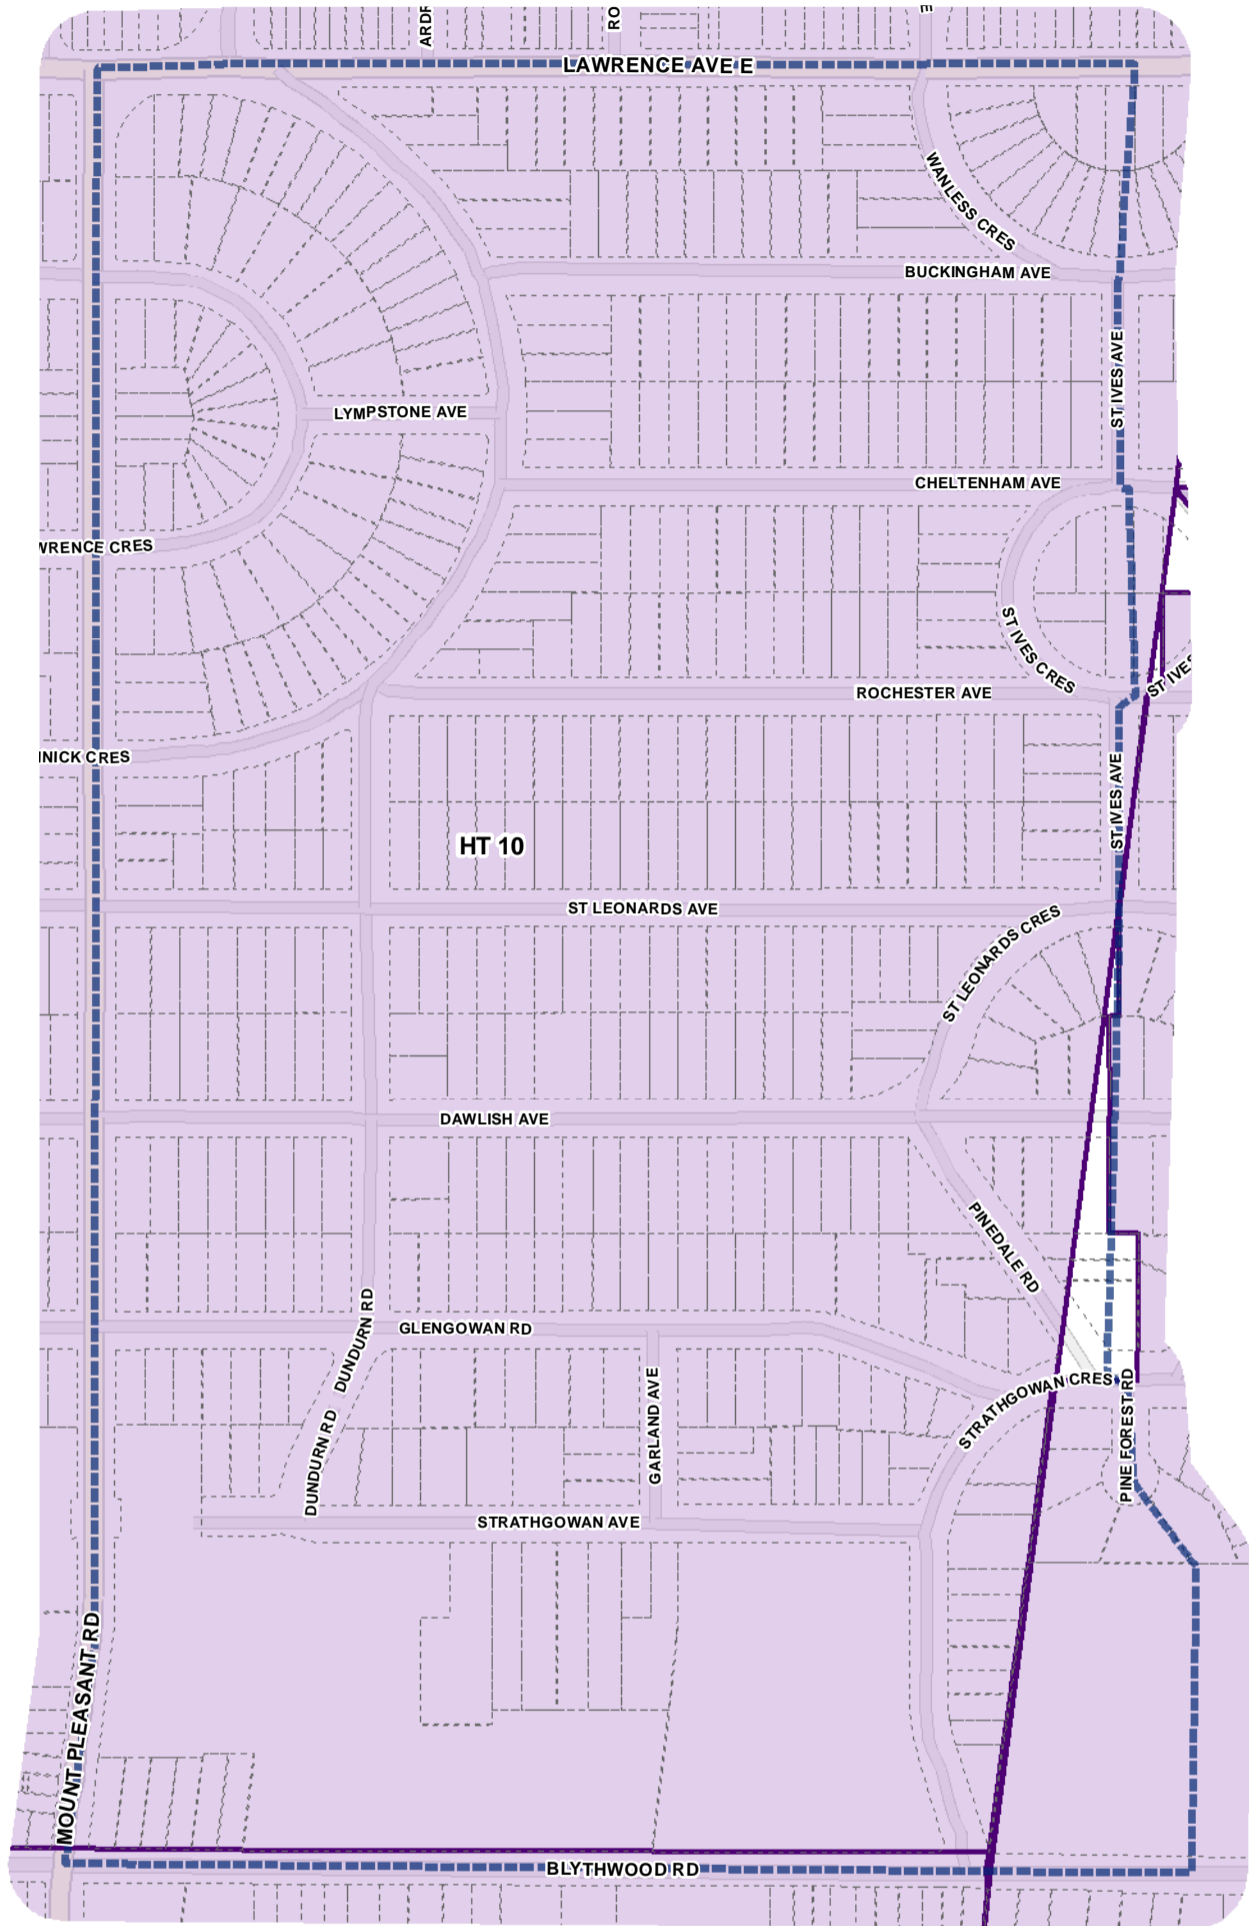 ARDR
RO
E
LAWRENCE AVE E
WANLESS CRES
BUCKINGHAM AVE
ST IVES AVE
LYMPSTONE AVE
CHELTENHAM AVE
WRENCE CRES
ST IVES CRES
ST IVES
ROCHESTER AVE
NICK CRES
ST IVES AVE
HT 10
ST LEONARDS AVE
ST LEONARDS CRES
DAWLISH AVE
PINEDALE RD
DUNDURN RD
GLENGOWAN RD
GARLAND AVE
STRATHGOWAN CRES
PINE FOREST RD
DUNDURN RD
STRATHGOWAN AVE
MOUNT PLEASANT RD
BLYTHWOOD RD